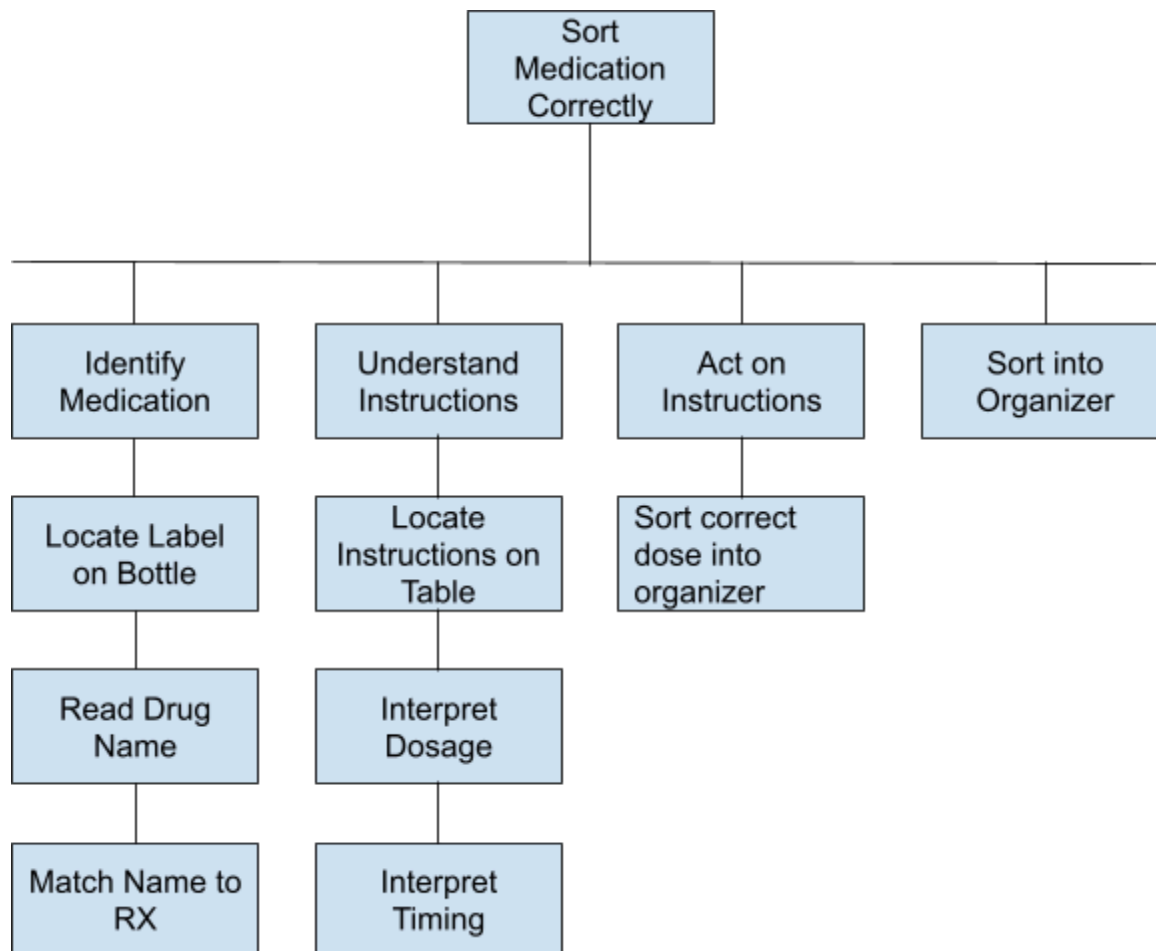 Sort
Medication
Correctly
Identify
Medication
Understand
Instructions
Act on
Instructions
Sort into
Organizer
Locate Label
on Bottle
Locate
Instructions on
Table
Sort correct
dose into
organizer
Read Drug
Name
Interpret
Dosage
Match Name to
RX
Interpret
Timing